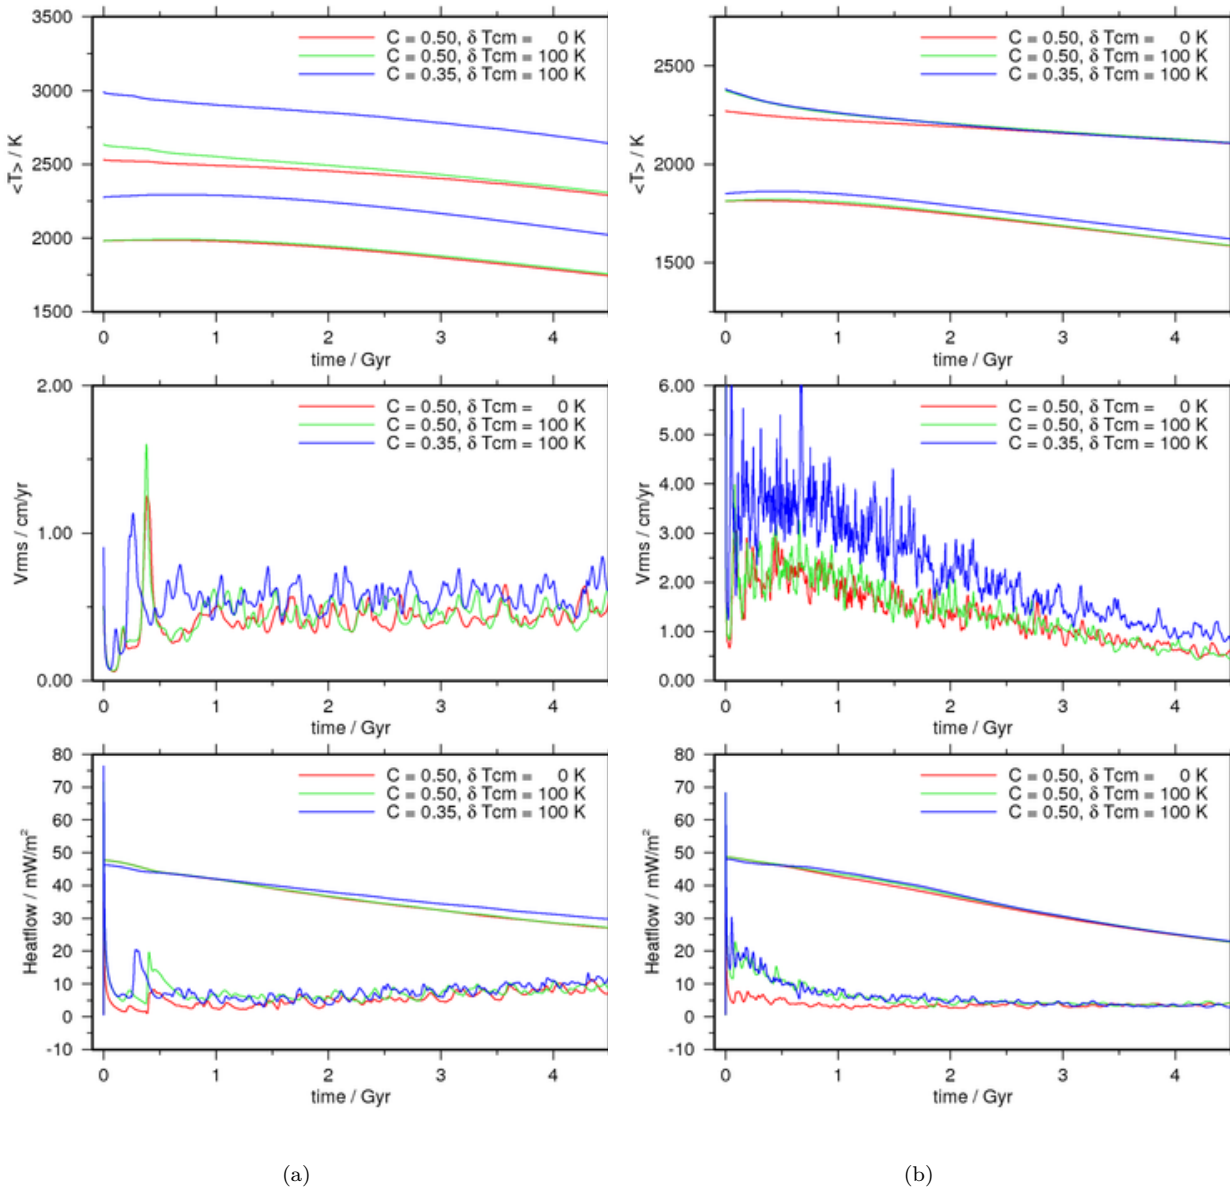 3500
3000
2500
2000
1500
<T> / K
C = 0.50, δ Tcm = 0 K
C = 0.50, δ Tcm = 100 K
C = 0.35, δ Tcm = 100 K
0 1 2 3 4
time / Gyr
2500
2000
1500
<T> / K
C = 0.50, δ Tcm = 0 K
C = 0.50, δ Tcm = 100 K
C = 0.35, δ Tcm = 100 K
0 1 2 3 4
time / Gyr
2.00
1.00
0.00
Vrms / cm/yr
C = 0.50, δ Tcm = 0 K
C = 0.50, δ Tcm = 100 K
C = 0.35, δ Tcm = 100 K
0 1 2 3 4
time / Gyr
6.00
5.00
4.00
3.00
2.00
1.00
0.00
Vrms / cm/yr
C = 0.50, δ Tcm = 0 K
C = 0.50, δ Tcm = 100 K
C = 0.35, δ Tcm = 100 K
0 1 2 3 4
time / Gyr
80
70
60
50
40
30
20
10
0
-10
Heatflow / mW/m²
C = 0.50, δ Tcm = 0 K
C = 0.50, δ Tcm = 100 K
C = 0.35, δ Tcm = 100 K
0 1 2 3 4
time / Gyr
80
70
60
50
40
30
20
10
0
-10
Heatflow / mW/m²
C = 0.50, δ Tcm = 0 K
C = 0.50, δ Tcm = 100 K
C = 0.50, δ Tcm = 100 K
0 1 2 3 4
time / Gyr
(a)
(b)